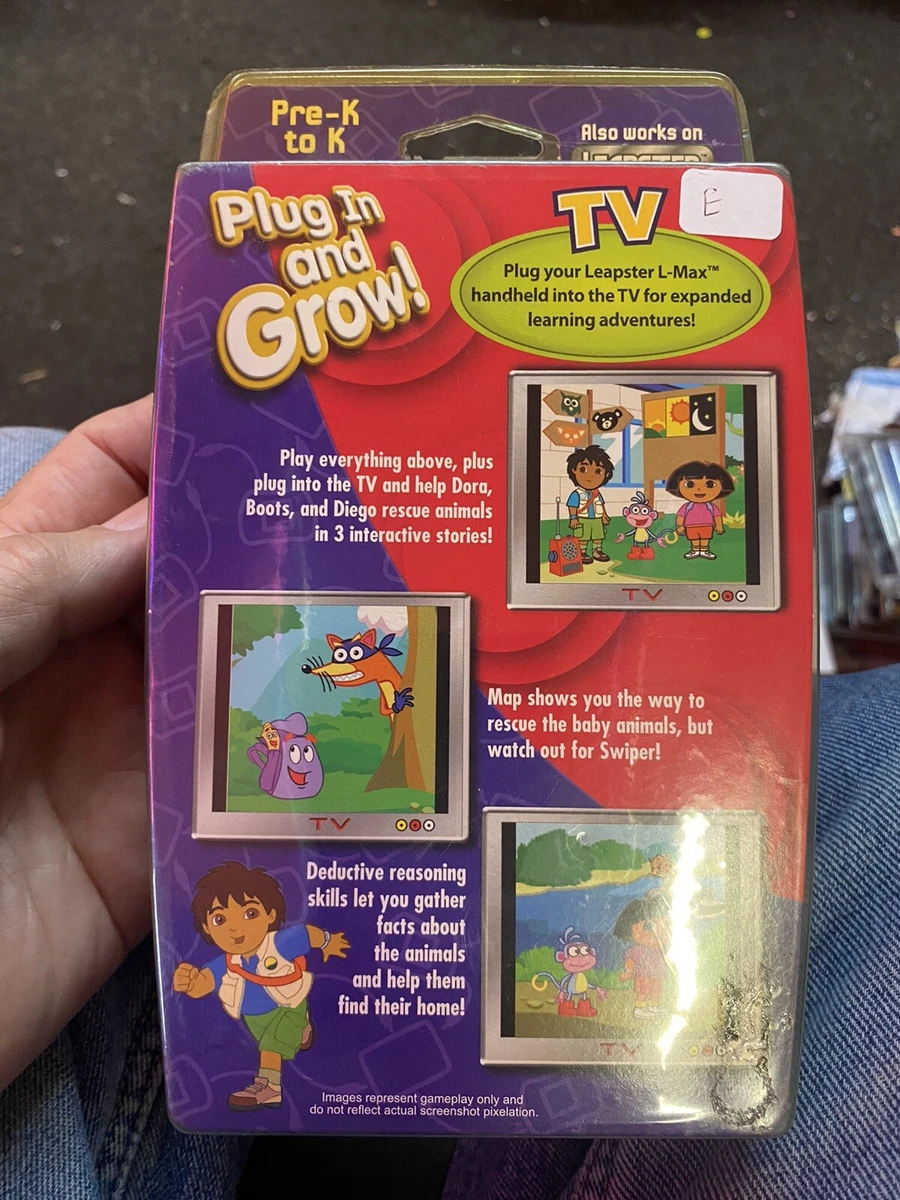 Pre-K
to K
Also works on
LEAPSTER™
Plug In
and
Grow!
TV
E
Plug your Leapster L-Max™
handheld into the TV for expanded
learning adventures!
Play everything above, plus
plug into the TV and help Dora,
Boots, and Diego rescue animals
in 3 interactive stories!
TV
Map shows you the way to
rescue the baby animals, but
watch out for Swiper!
TV
Deductive reasoning
skills let you gather
facts about
the animals
and help them
find their home!
TV
Images represent gameplay only and
do not reflect actual screenshot pixelation.